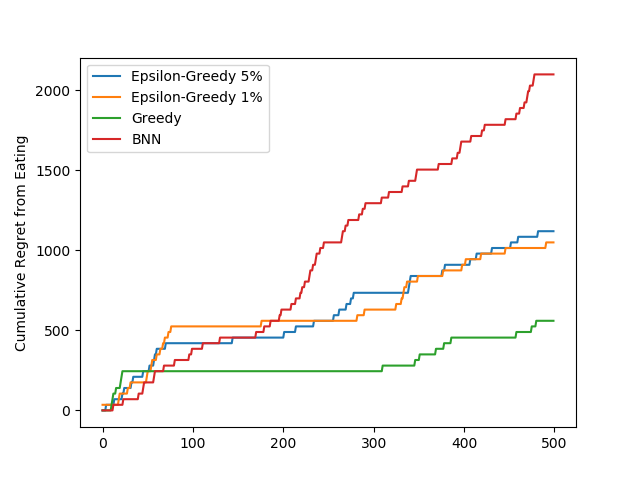 Epsilon-Greedy 5%
Epsilon-Greedy 1%
Greedy
BNN
Cumulative Regret from Eating
2000
1500
1000
500
0
0 100 200 300 400 500